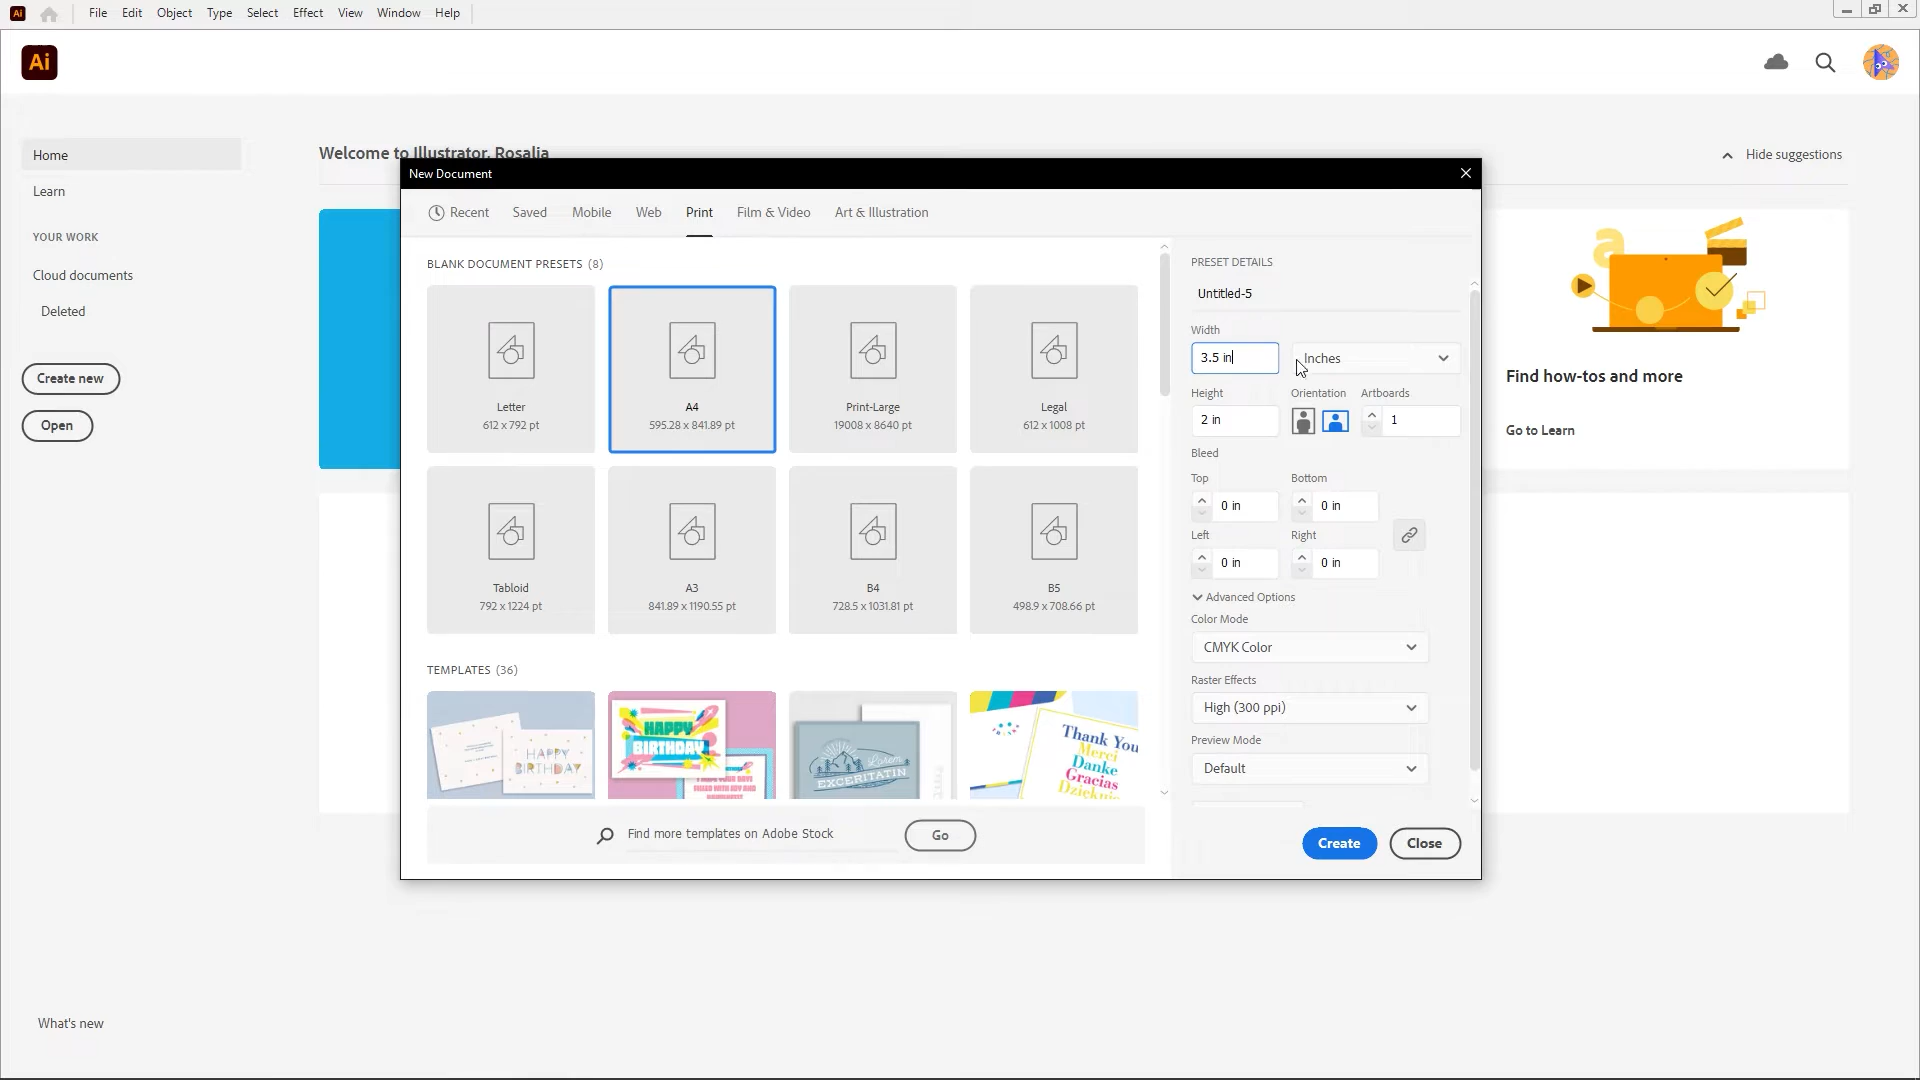 Ai
File Edit Object Type Select Effect View Window Help
Ai
Home
Learn
YOUR WORK
Cloud documents
Deleted
Create new
Open
What's new
Welcome to Illustrator, Rosalia
Hide suggestions
New Document
Recent Saved Mobile Web Print Film & Video Art & Illustration
BLANK DOCUMENT PRESETS (8)
Letter
612 x 792 pt
A4
595.28 x 841.89 pt
Print-Large
19008 x 8640 pt
Legal
612 x 1008 pt
Tabloid
792 x 1224 pt
A3
841.89 x 1190.55 pt
B4
728.5 x 1031.81 pt
B5
498.9 x 708.66 pt
TEMPLATES (36)
HAPPY
BIRTHDAY
HAPPY
BIRTHDAY
Lorem
EXCERITATIN
Thank You
Merci
Danke
Gracias
Find more templates on Adobe Stock
Go
PRESET DETAILS
Untitled-5
Width
3.5 in
Inches
Height
Orientation
Artboards
2 in
1
Bleed
Top
Bottom
0 in
0 in
Left
Right
0 in
0 in
Advanced Options
Color Mode
CMYK Color
Raster Effects
High (300 ppi)
Preview Mode
Default
Create
Close
Find how-tos and more
Go to Learn